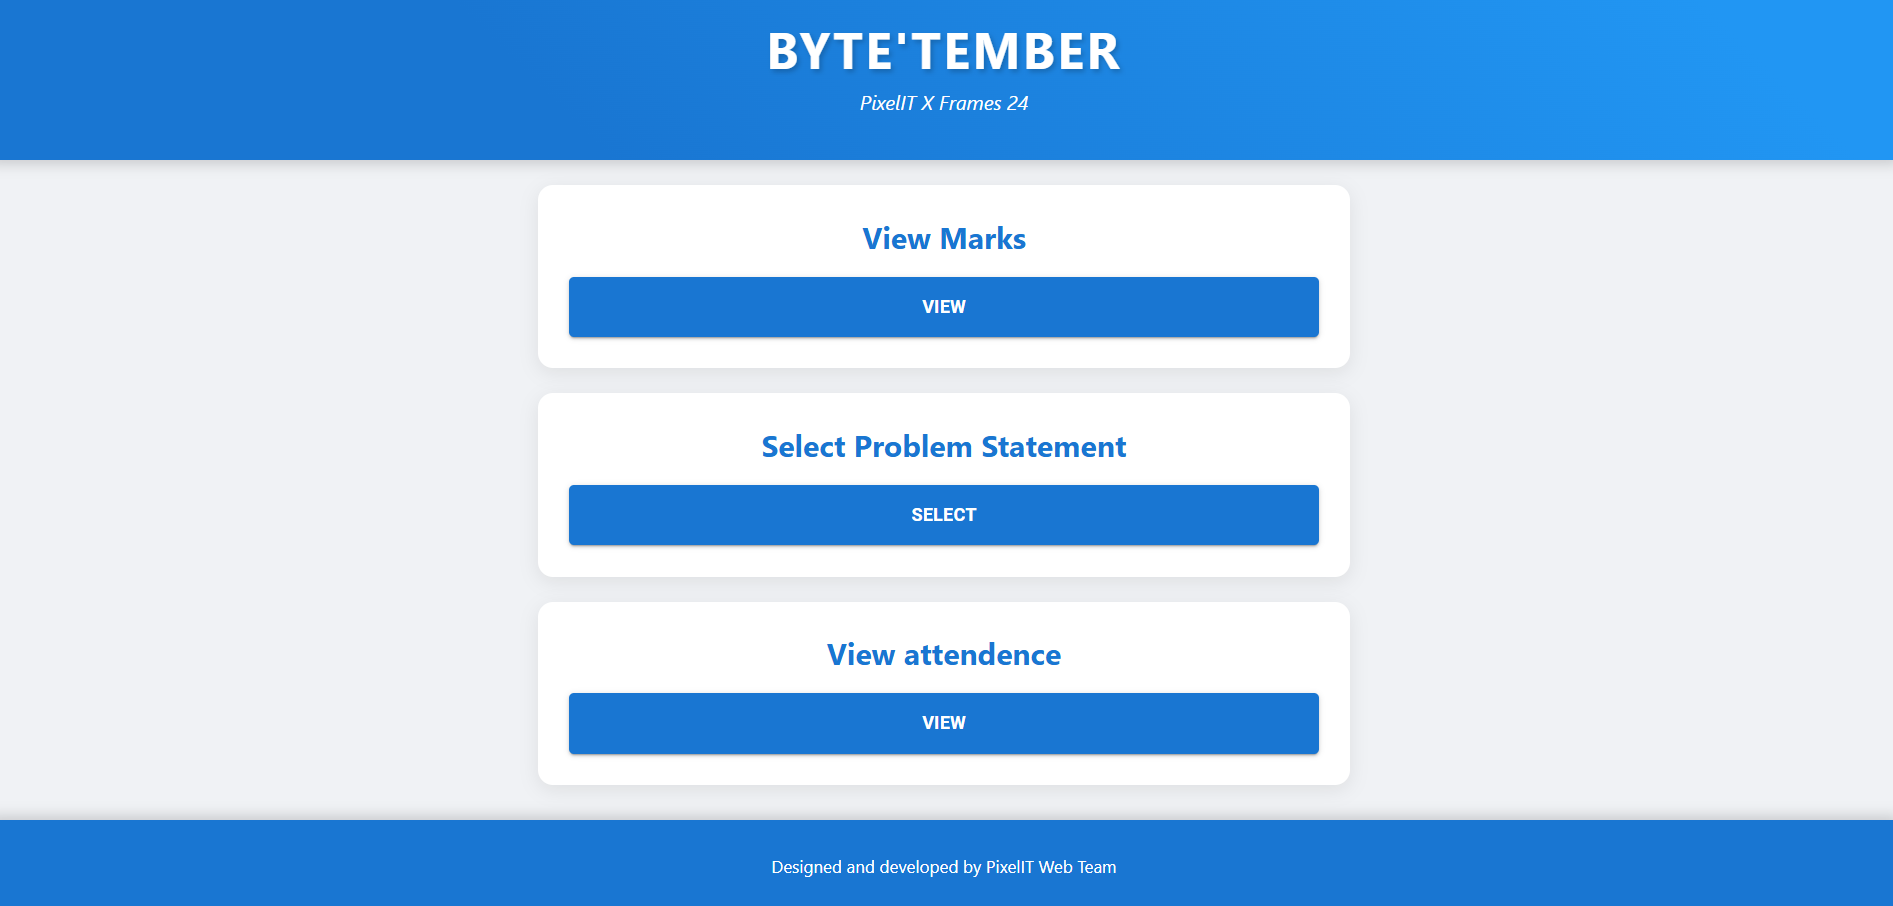 BYTE'TEMBER
PixelIT X Frames 24
View Marks
VIEW
Select Problem Statement
SELECT
View attendence
VIEW
Designed and developed by PixelIT Web Team